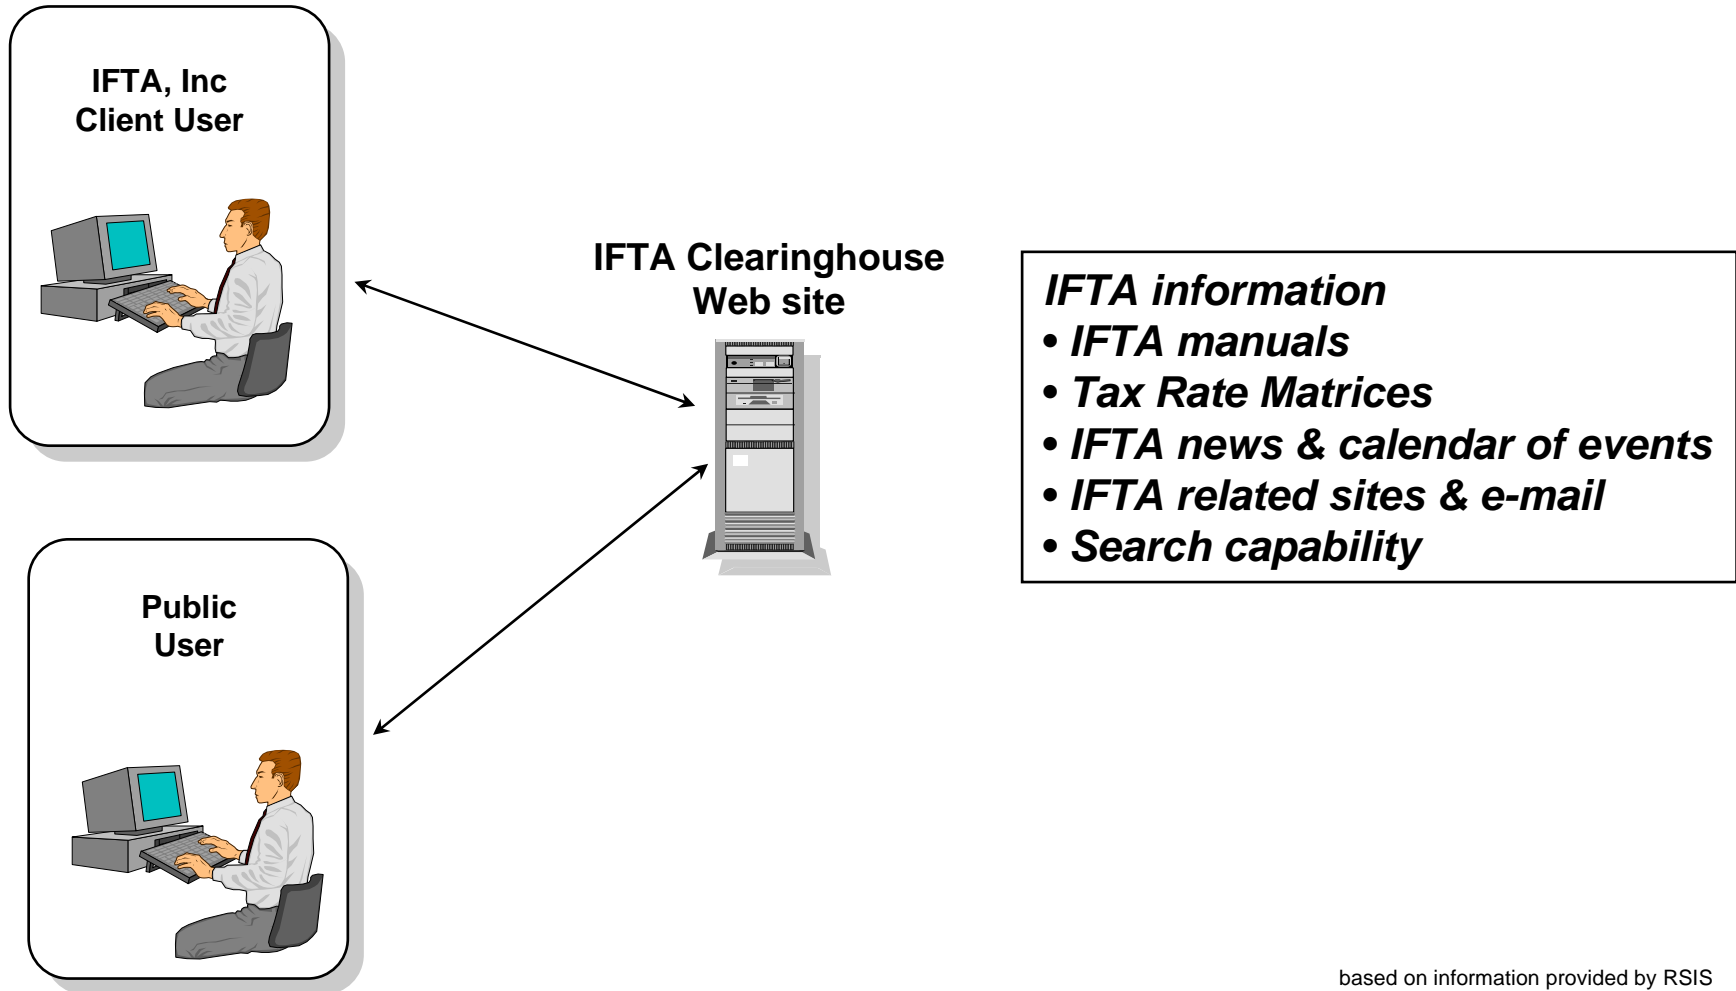 IFTA, Inc
Client User
IFTA Clearinghouse
Web site
IFTA information
• IFTA manuals
• Tax Rate Matrices
• IFTA news & calendar of events
• IFTA related sites & e-mail
• Search capability
Public
User
based on information provided by RSIS